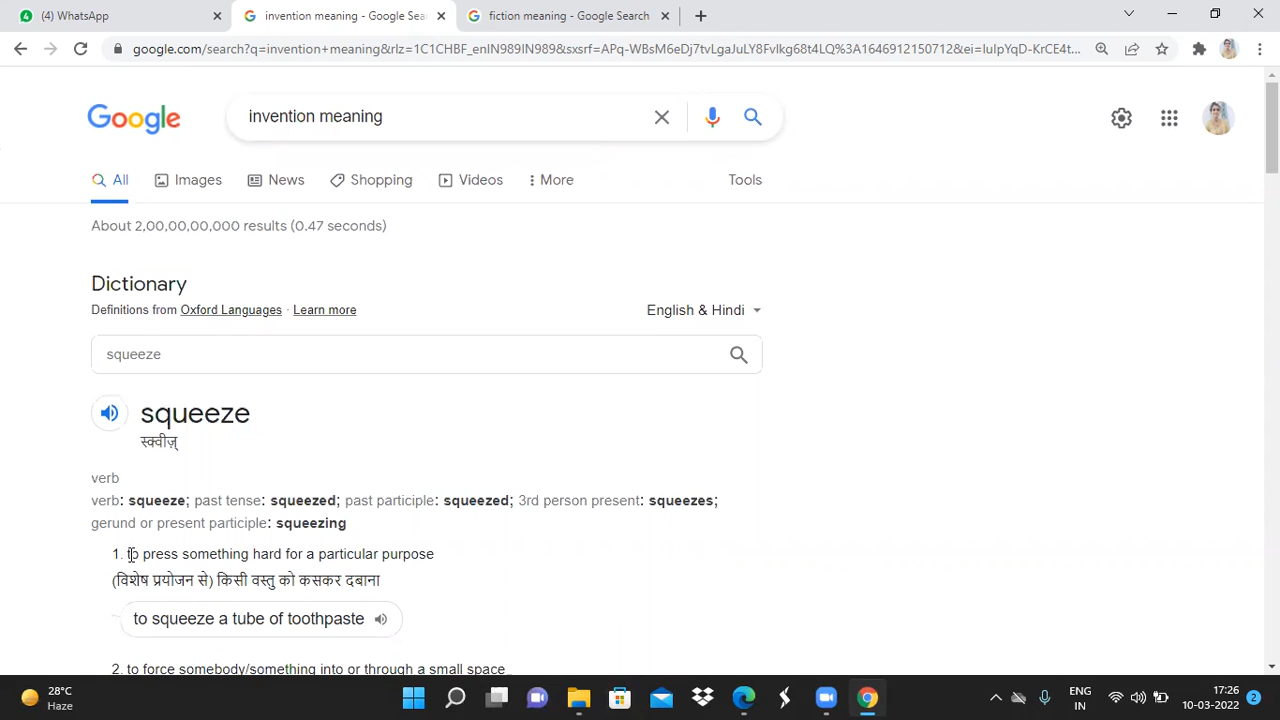 4 (4) WhatsApp
G invention meaning - Google Sea
G fiction meaning - Google Search
google.com/search?q=invention+meaning&rlz=1C1CHBF_enIN989IN989&sxsrf=APq-WBsM6eDj7tvLgaJuLY8Fvlkg68t4LQ%3A1646912150712&ei=IuIpYqD-KrCE4t...
Google
invention meaning
All Images News Shopping Videos More Tools
About 2,00,00,00,000 results (0.47 seconds)
Dictionary
Definitions from Oxford Languages · Learn more
English & Hindi
squeeze
squeeze
स्क्वीज़्
verb
verb: squeeze; past tense: squeezed; past participle: squeezed; 3rd person present: squeezes;
gerund or present participle: squeezing
1. to press something hard for a particular purpose
(विशेष प्रयोजन से) किसी वस्तु को कसकर दबाना
to squeeze a tube of toothpaste
2. to force somebody/something into or through a small space
28°C
Haze
ENG
IN
17:26
10-03-2022
2